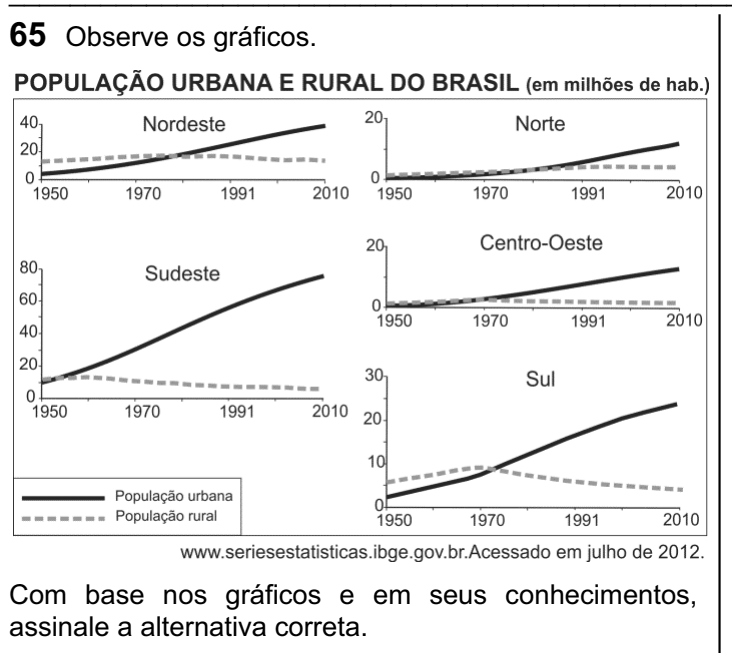 65 Observe os gráficos.
POPULAÇÃO URBANA E RURAL DO BRASIL (em milhões de hab.)
Nordeste
40
20
0
1950 1970 1991 2010
Norte
20
0
1950 1970 1991 2010
Sudeste
80
60
40
20
0
1950 1970 1991 2010
Centro-Oeste
20
0
1950 1970 1991 2010
Sul
30
20
10
0
1950 1970 1991 2010
População urbana
População rural
www.seriesestatisticas.ibge.gov.br.Acessado em julho de 2012.
Com base nos gráficos e em seus conhecimentos,
assinale a alternativa correta.